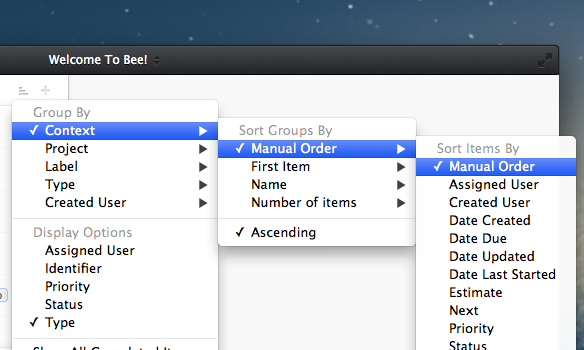 Welcome To Bee!
Group By
✓ Context
Project
Label
Type
Created User
Display Options
Assigned User
Identifier
Priority
Status
✓ Type
Sort Groups By
✓ Manual Order
First Item
Name
Number of items
✓ Ascending
Sort Items By
✓ Manual Order
Assigned User
Created User
Date Created
Date Due
Date Updated
Date Last Started
Estimate
Next
Priority
Status